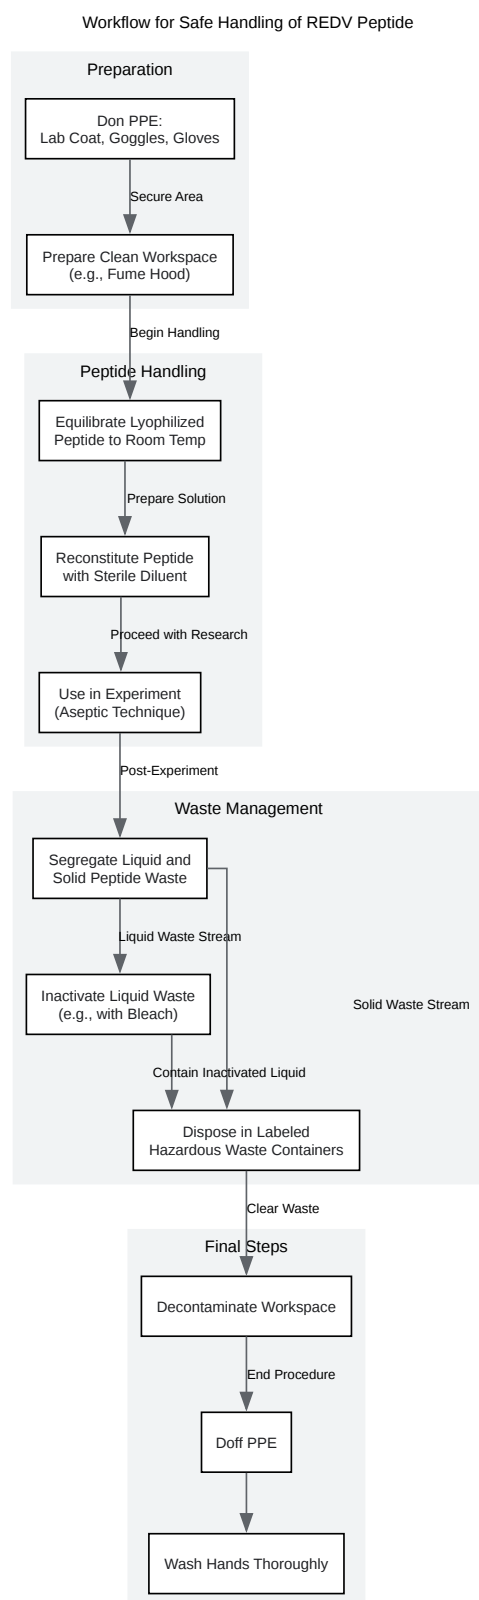 Workflow for Safe Handling of REDV Peptide
Preparation
Don PPE:
Lab Coat, Goggles, Gloves
Secure Area
Prepare Clean Workspace
(e.g., Fume Hood)
Begin Handling
Peptide Handling
Equilibrate Lyophilized
Peptide to Room Temp
Prepare Solution
Reconstitute Peptide
with Sterile Diluent
Proceed with Research
Use in Experiment
(Aseptic Technique)
Post-Experiment
Waste Management
Segregate Liquid and
Solid Peptide Waste
Liquid Waste Stream
Inactivate Liquid Waste
(e.g., with Bleach)
Solid Waste Stream
Contain Inactivated Liquid
Dispose in Labeled
Hazardous Waste Containers
Clear Waste
Final Steps
Decontaminate Workspace
End Procedure
Doff PPE
Wash Hands Thoroughly